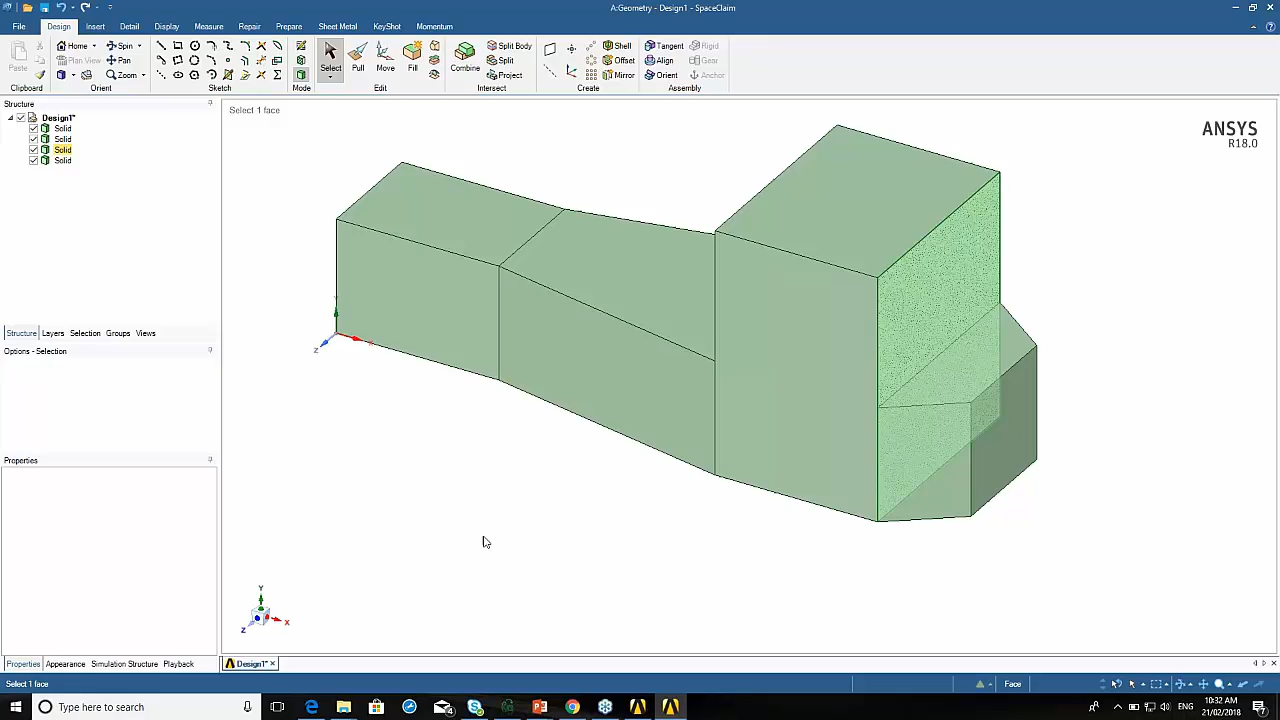 A:Geometry - Design1 - SpaceClaim
File Design Insert Detail Display Measure Repair Prepare Sheet Metal KeyShot Momentum
Home Spin Shell Tangent Rigid
Plan View Pan Split Body Offset Align Gear
Zoom Split Mirror Orient Anchor
Project
Paste Select Pull Move Fill Combine
Clipboard Orient Sketch Mode Edit Intersect Create Assembly
Structure
Design1*
Solid
Solid
Solid
Solid
Select 1 face
ANSYS
R18.0
Structure Layers Selection Groups Views
Options - Selection
Properties
Y
X
Z
Y
X
Z
Properties Appearance Simulation Structure Playback
Design1*
Select 1 face
Face
Type here to search
ENG
10:32 AM
21/02/2018